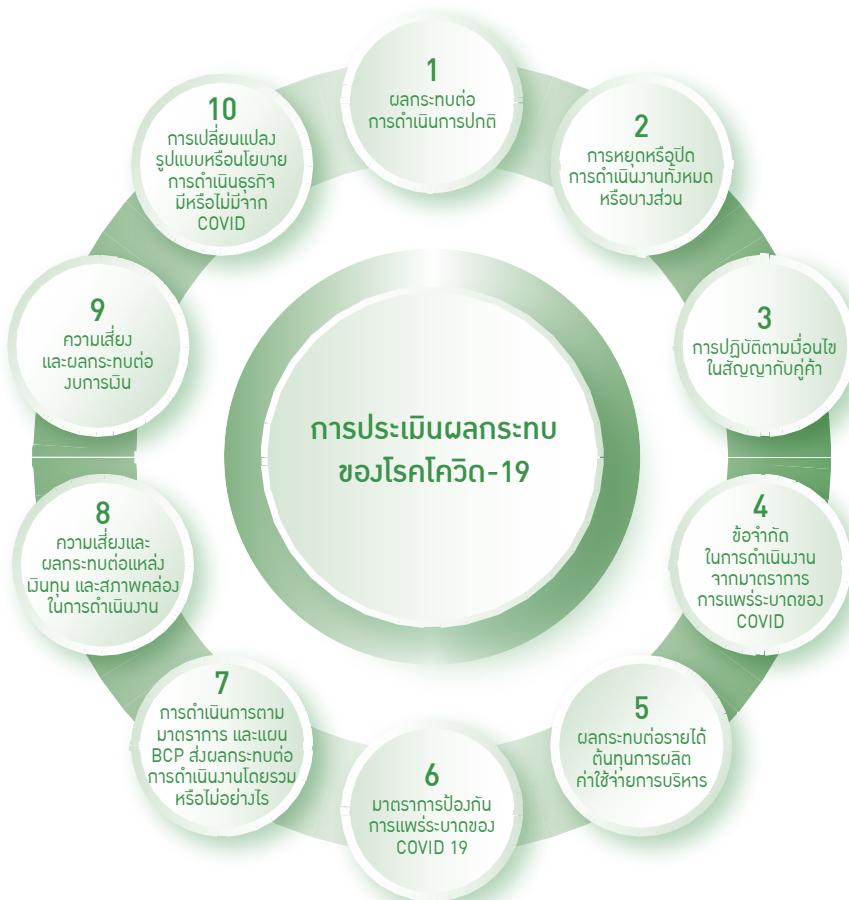 การประเมินผลกระทบ
ของโรคโควิด-19
1
ผลกระทบต่อ
การดำเนินการปกติ
2
การหยุดหรือปิด
การดำเนินงานทั้งหมด
หรือบางส่วน
3
การปฏิบัติตามเงื่อนไข
ในสัญญากับคู่ค้า
4
ข้อจำกัด
ในการดำเนินงาน
จากมาตราการ
การแพร่ระบาดของ
COVID
5
ผลกระทบต่อรายได้
ต้นทุนการผลิต
ค่าใช้จ่ายการบริหาร
6
มาตราการป้องกัน
การแพร่ระบาดของ
COVID 19
7
การดำเนินการตาม
มาตราการ และแผน
BCP ส่งผลกระทบต่อ
การดำเนินงานโดยรวม
หรือไม่อย่างไร
8
ความเสี่ยงและ
ผลกระทบต่อแหล่ง
เงินทุน และสภาพคล่อง
ในการดำเนินงาน
9
ความเสี่ยง
และผลกระทบต่อ
งบการเงิน
10
การเปลี่ยนแปลง
รูปแบบหรือนโยบาย
การดำเนินธุรกิจ
มีหรือไม่มีจาก
COVID